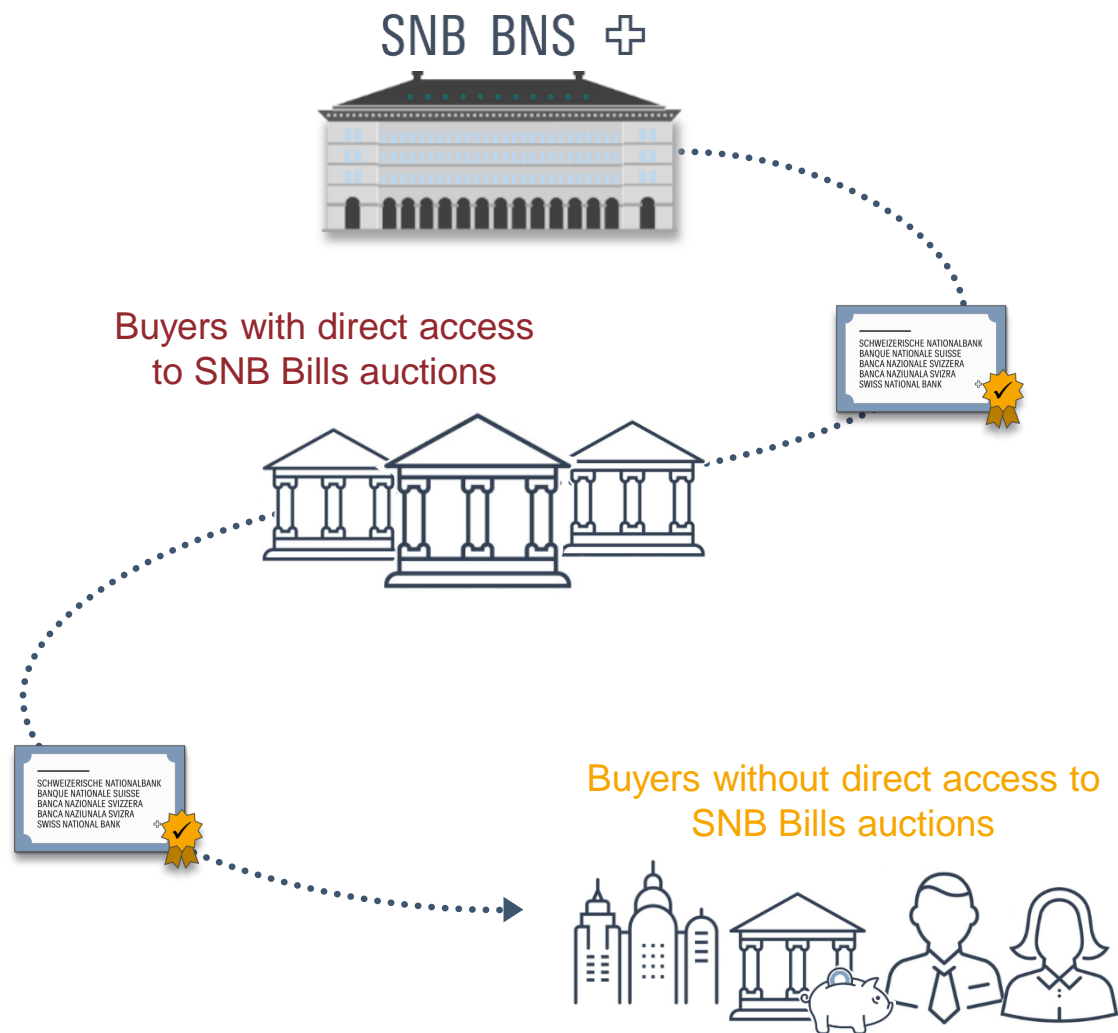 SNB BNS
Buyers with direct access
to SNB Bills auctions
SCHWEIZERISCHE NATIONALBANK
BANQUE NATIONALE SUISSE
BANCA NAZIONALE SVIZZERA
BANCA NAZIUNALA SVIZRA
SWISS NATIONAL BANK
SCHWEIZERISCHE NATIONALBANK
BANQUE NATIONALE SUISSE
BANCA NAZIONALE SVIZZERA
BANCA NAZIUNALA SVIZRA
SWISS NATIONAL BANK
Buyers without direct access to
SNB Bills auctions